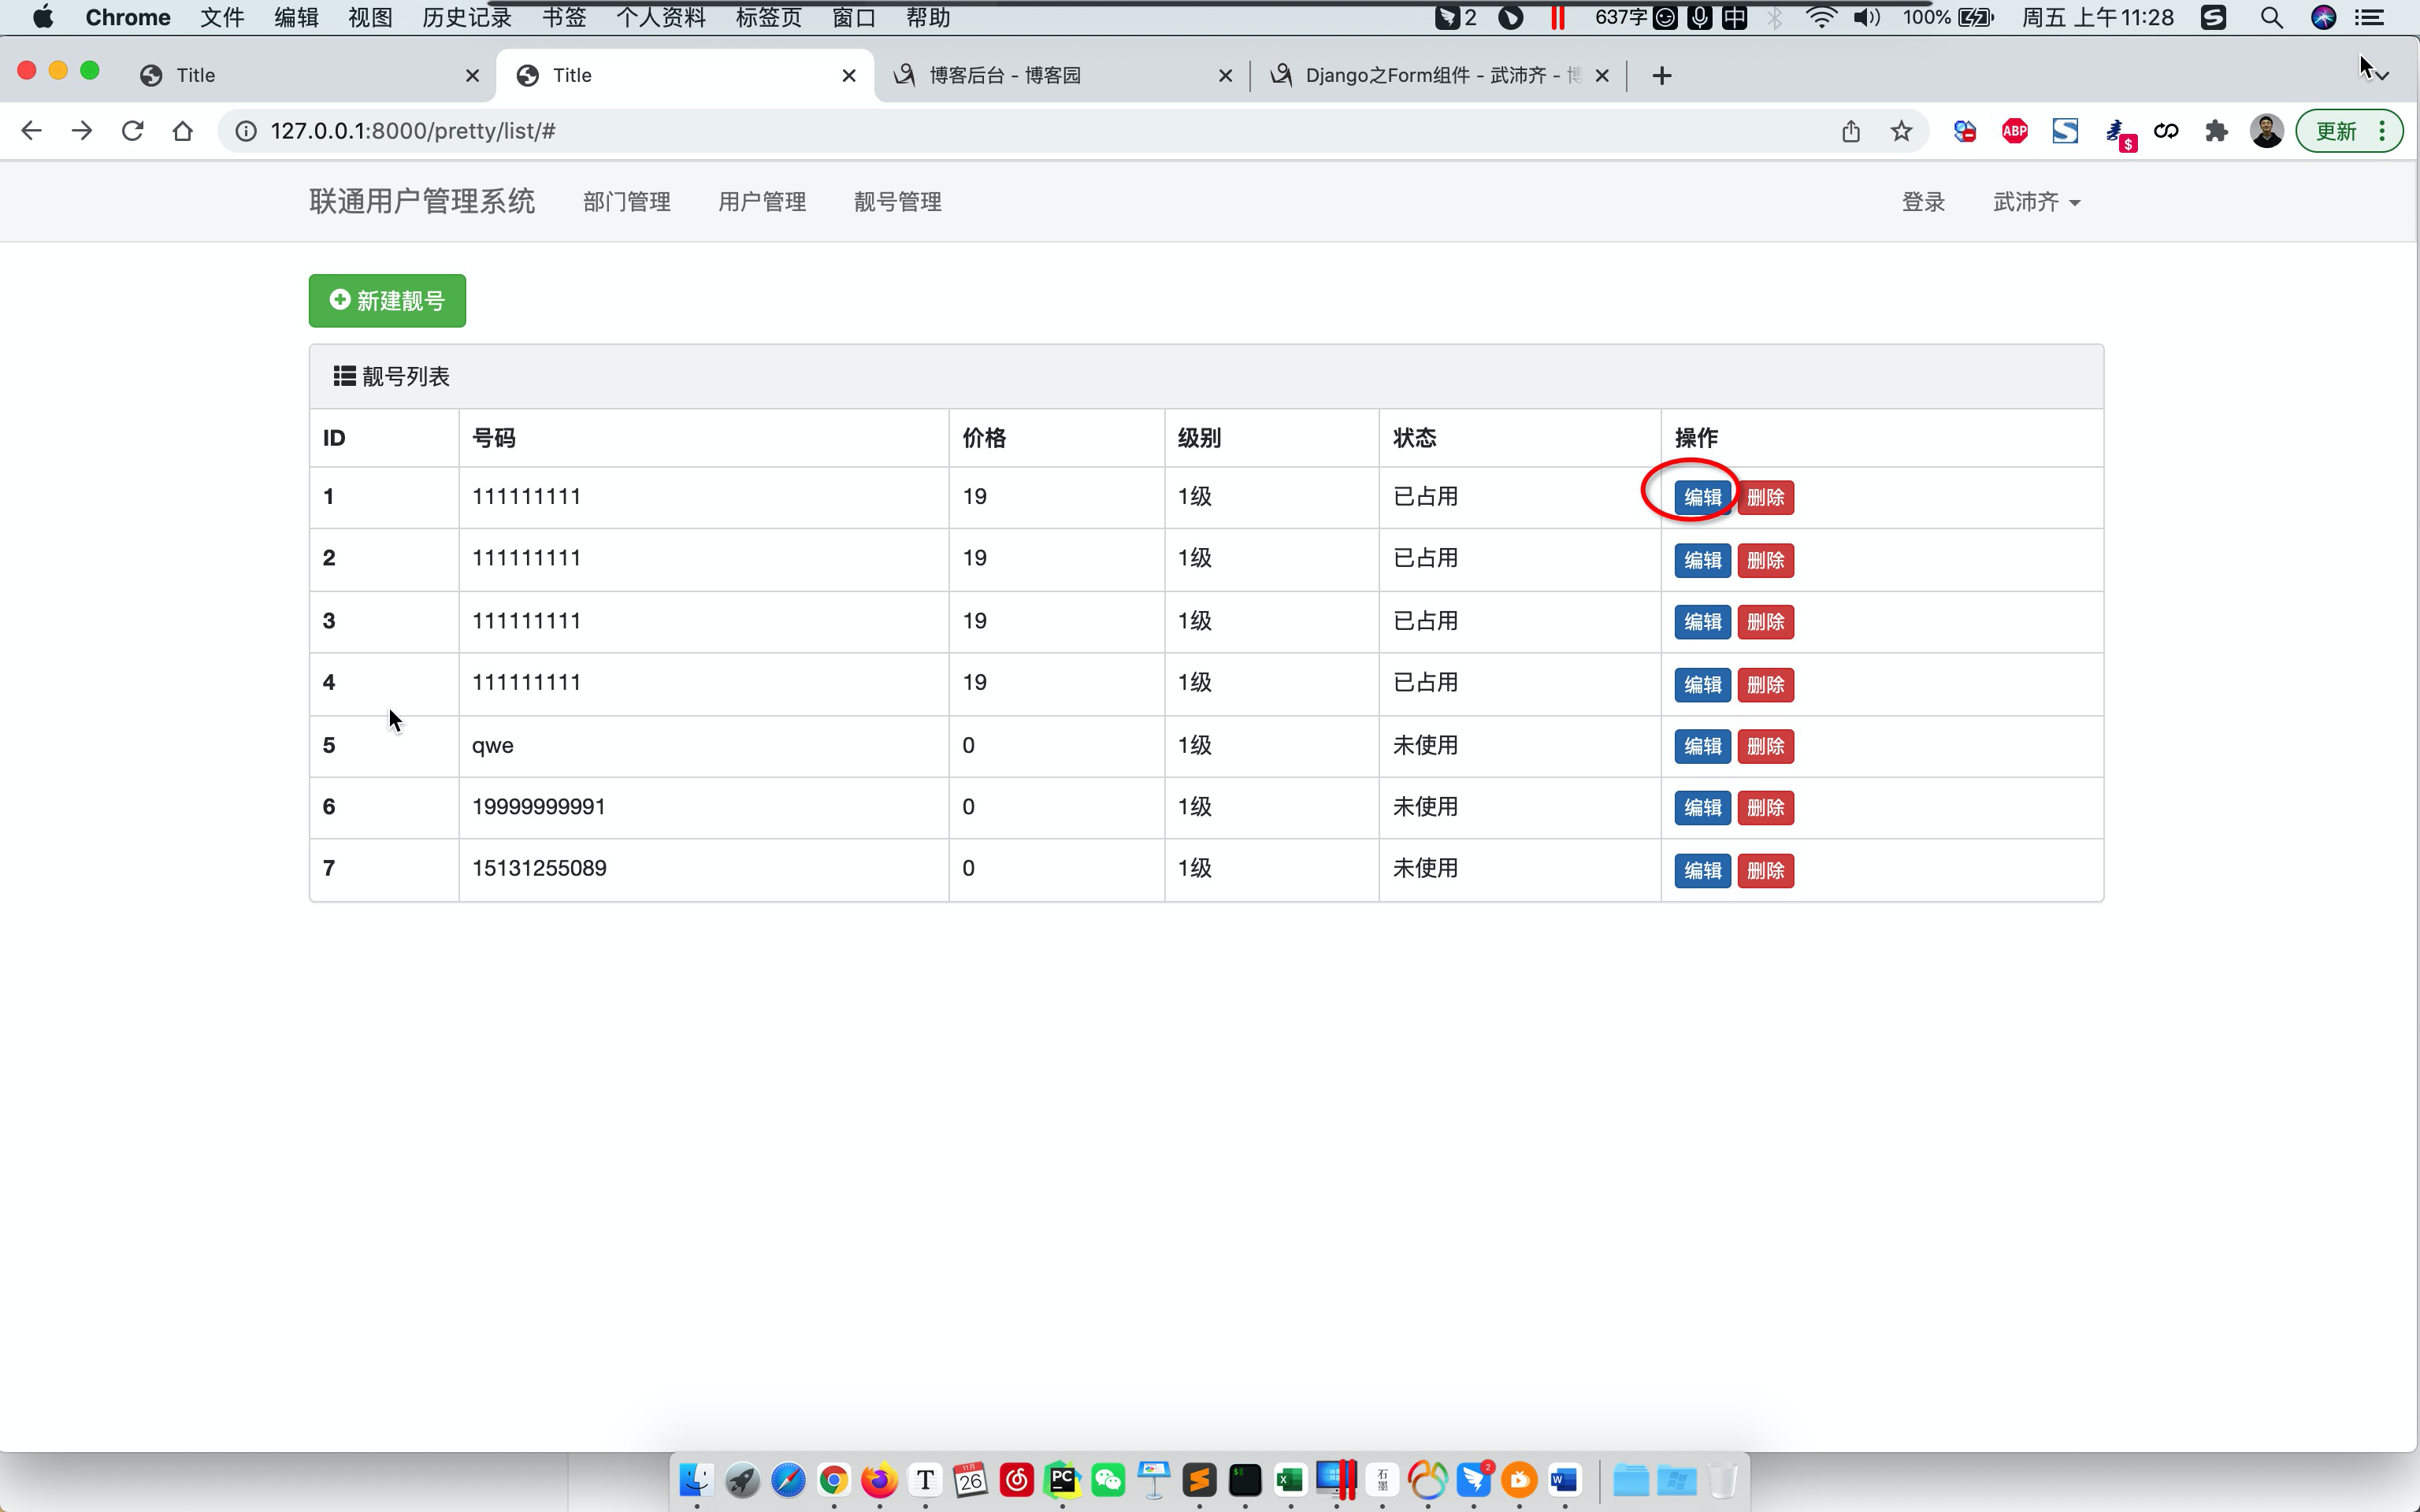 Chrome 文件 编辑 视图 历史记录 书签 个人资料 标签页 窗口 帮助 2 637字 中 100% 周五 上午11:28
Title Title 博客后台 - 博客园 Django之Form组件 - 武沛齐 - 博
127.0.0.1:8000/pretty/list/# ABP $ 更新
联通用户管理系统 部门管理 用户管理 靓号管理 登录 武沛齐
新建靓号
靓号列表
ID 号码 价格 级别 状态 操作
1 111111111 19 1级 已占用 编辑 删除
2 111111111 19 1级 已占用 编辑 删除
3 111111111 19 1级 已占用 编辑 删除
4 111111111 19 1级 已占用 编辑 删除
5 qwe 0 1级 未使用 编辑 删除
6 19999999991 0 1级 未使用 编辑 删除
7 15131255089 0 1级 未使用 编辑 删除
T 11月 26 PC 石墨 2 W